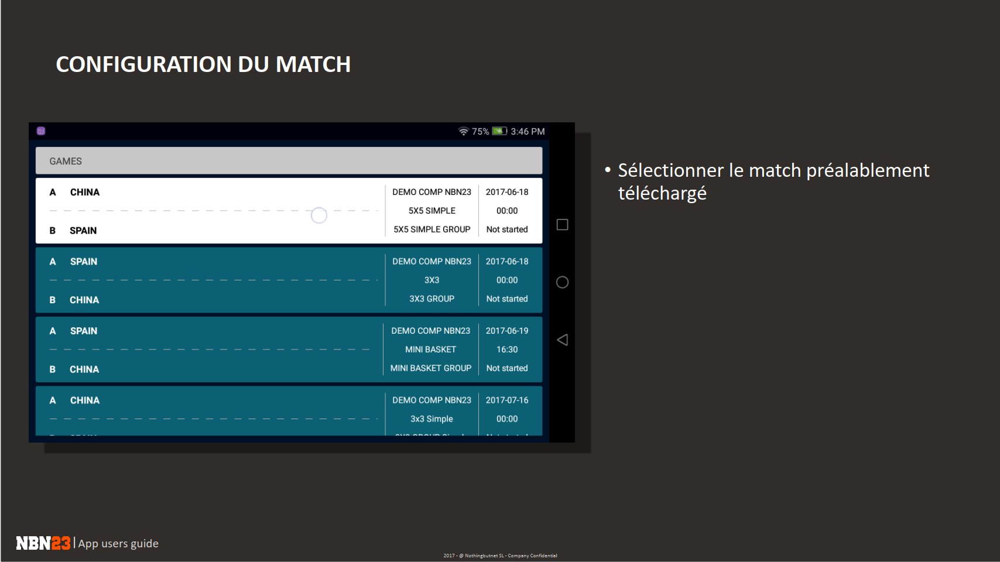 CONFIGURATION DU MATCH
75% 3:46 PM
GAMES
A CHINA
B SPAIN
DEMO COMP NBN23
5X5 SIMPLE
5X5 SIMPLE GROUP
2017-06-18
00:00
Not started
A SPAIN
B CHINA
DEMO COMP NBN23
3X3
3X3 GROUP
2017-06-18
00:00
Not started
A SPAIN
B CHINA
DEMO COMP NBN23
MINI BASKET
MINI BASKET GROUP
2017-06-19
16:30
Not started
A CHINA
DEMO COMP NBN23
3x3 Simple
2017-07-16
00:00
• Sélectionner le match préalablement
téléchargé
NBN23 | App users guide
2017 - @ Nothingbutnet SL - Company Confidential